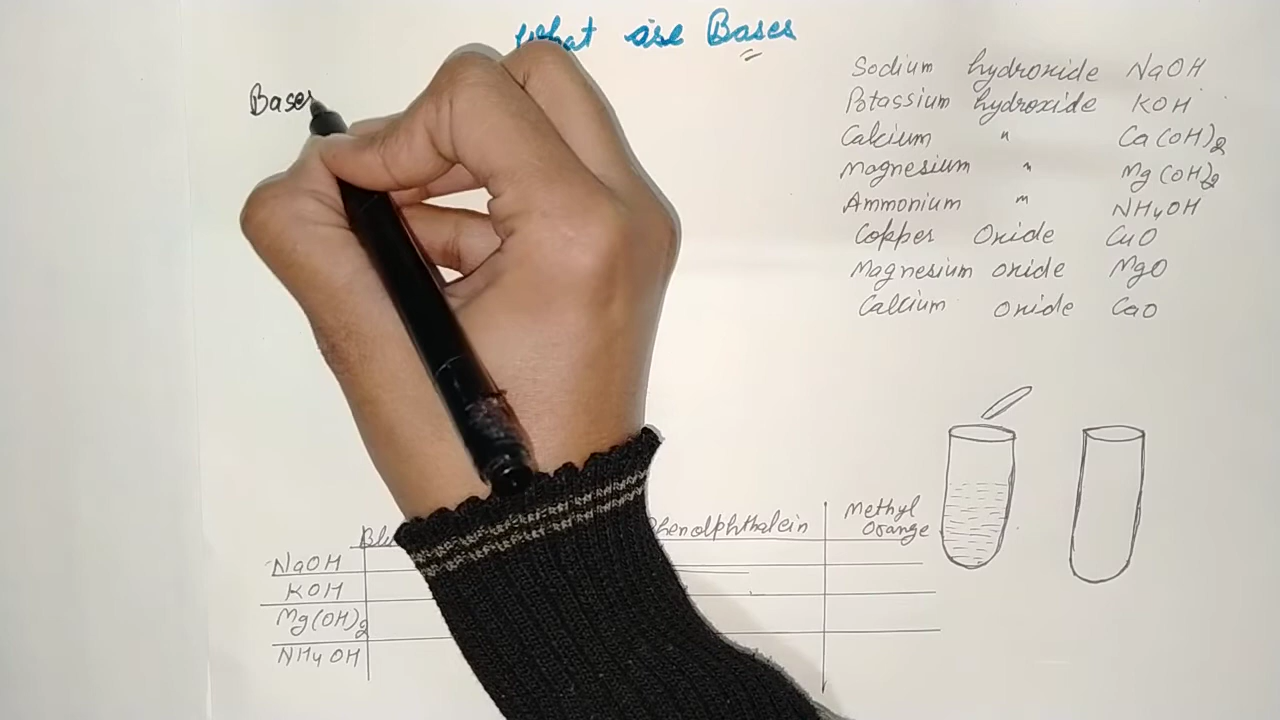 What are Bases
Bases
Sodium hydroxide NaOH
Potassium hydroxide KOH
Calcium " Ca(OH)2
Magnesium " Mg(OH)2
Ammonium " NH4OH
Copper Oxide CuO
Magnesium oxide MgO
Calcium oxide CaO
Phenolphthalein Methyl
Orange
NaOH
KOH
Mg(OH)2
NH4OH